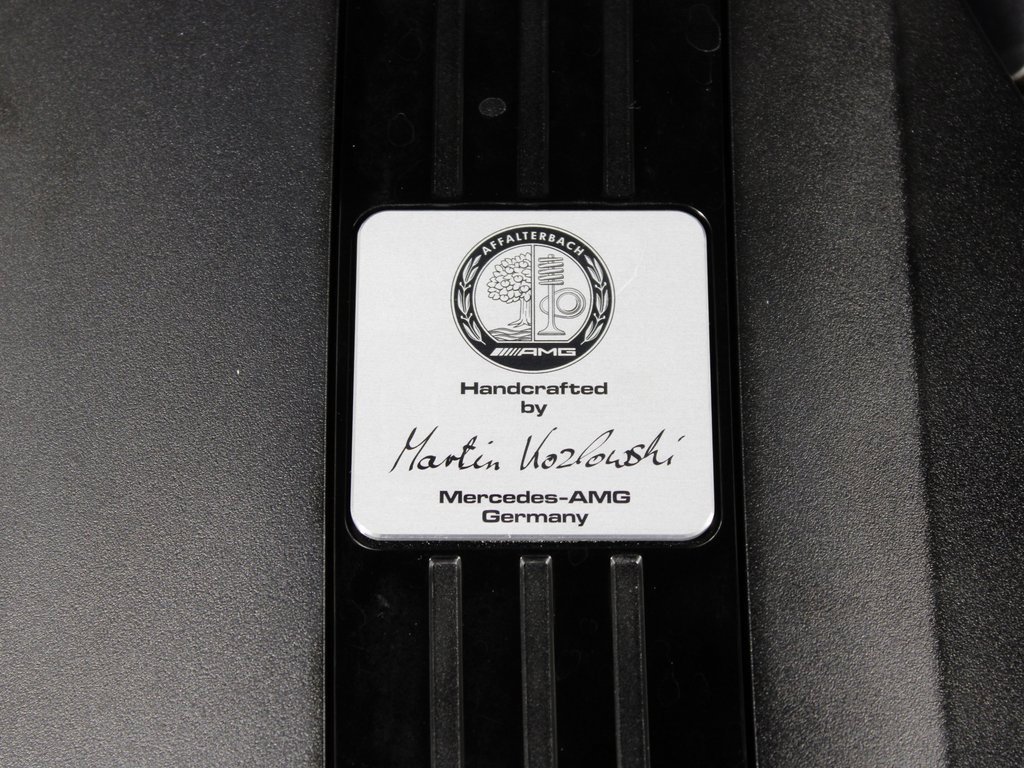 AFFALTERBACH
AMG
Handcrafted
by
Martin Kozlowski
Mercedes-AMG
Germany